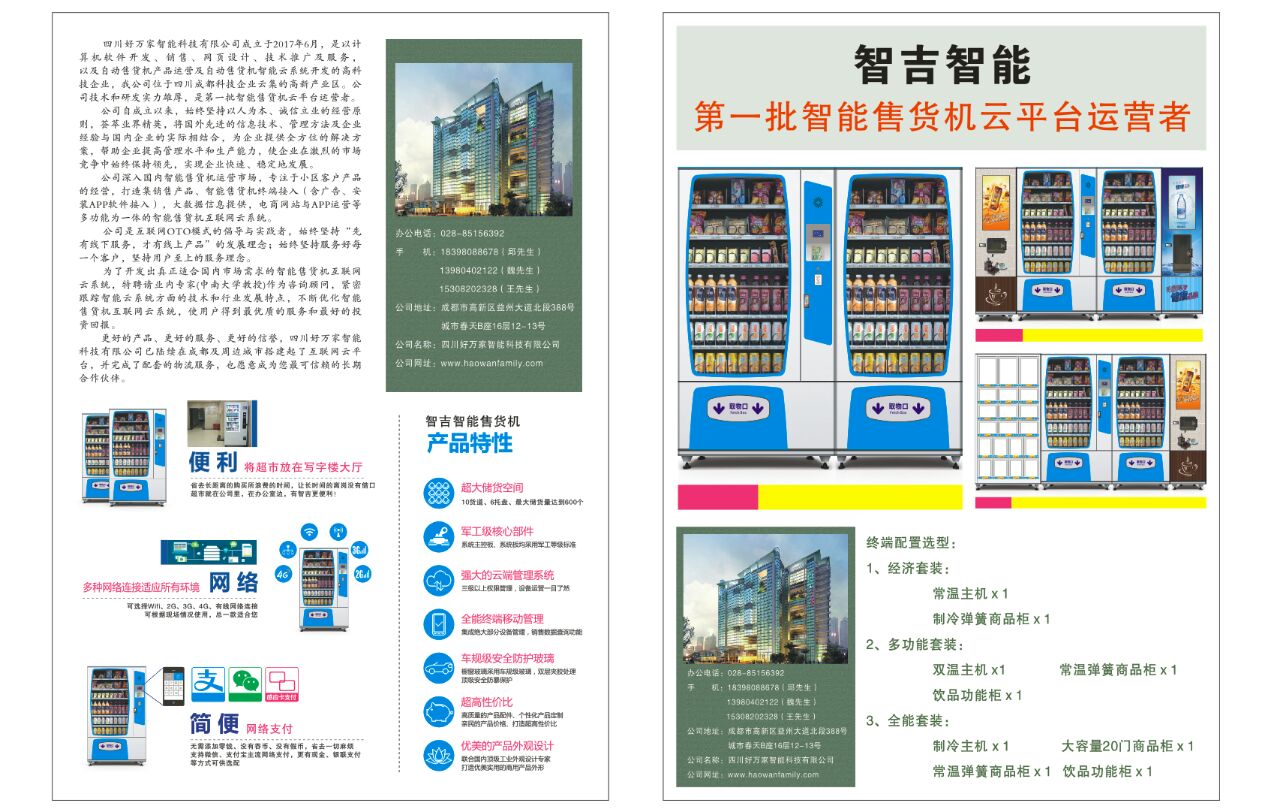 四川好万家智能科技有限公司成立于2017年6月，是以计
算机软件开发、销售、网页设计、技术推广及服务，
以及自动售货机产品运营及自动售货机智能云系统开发的高科
技企业，我公司位于四川成都科技企业云集的高新产业区。公
司技术和研发实力雄厚，是第一批智能售货机云平台运营者。
公司自成立以来，始终坚持以人为本、诚信立业的经营原
则，荟萃业界精英，将国外先进的信息技术、管理方法及企业
经验与国内企业的实际相结合，为企业提供全方位的解决方
案，帮助企业提高管理水平和生产能力，使企业在激烈的市场
竞争中始终保持领先，实现企业快速、稳定地发展。
公司深入国内智能售货机运营市场，专注于小区客户产品
的经营，打造集销售产品、智能售货机终端接入（含广告、安
装APP软件接入），大数据信息提供，电商网站与APP运营等
多功能为一体的智能售货机互联网云系统。
公司是互联网OTO模式的倡导与实践者，始终坚持“先
有线下服务，才有线上产品”的发展理念；始终坚持服务好每
一个客户，坚持用户至上的服务理念。
为了开发出真正适合国内市场需求的智能售货机互联网
云系统，特聘请业内专家(中南大学教授)作为咨询顾问，紧密
跟踪智能云系统方面的技术和行业发展特点，不断优化智能
售货机互联网云系统，使用户得到最优质的服务和最好的投
资回报。
更好的产品、更好的服务、更好的信誉，四川好万家智能
科技有限公司已陆续在成都及周边城市搭建起了互联网云平
台，并完成了配套的物流服务，也愿意成为您最可信赖的长期
合作伙伴。
办公电话：028-85156392
手 机：18398088678（邱先生）
13980402122（魏先生）
15308202328（王先生）
公司地址：成都市高新区益州大道北段388号
城市春天B座16层12-13号
公司名称：四川好万家智能科技有限公司
公司网址：www.haowanfamily.com
便利 将超市放在写字楼大厅
省去长距离的购买所浪费的时间，让长时间的离岗没有借口
超市就在公司里，在办公室边，有智吉更便利！
多种网络连接适应所有环境 网络
可选择Wifi、2G、3G、4G、有线网络连接
可根据现场情况使用，总一款适合您
4G
3G
2G
支
感应卡支付
简便 网络支付
无需添加零钱、没有吞币、没有假币，省去一切麻烦
支持微信、支付宝主流网络支付，更有现金、银联支付
等方式可供选配
智吉智能售货机
产品特性
超大储货空间
10货道、6托盘、最大储货量达到600个
军工级核心部件
系统主控板、系统板均采用军工等级标准
强大的云端管理系统
三级以上权限管理，设备运营一目了然
全能终端移动管理
集成绝大部分设备管理，销售数据查询功能
车规级安全防护玻璃
橱窗玻璃采用车规级玻璃，双层夹胶处理
顶级安全防暴保护
超高性价比
高质量的产品配件、个性化产品定制
亲民的产品价格，打造超高性价比
优美的产品外观设计
联合国内顶级工业外观设计专家
打造优美实用的商用产品外形
智吉智能
第一批智能售货机云平台运营者
取物口
取物口
终端配置选型：
1、经济套装：
常温主机 x 1
制冷弹簧商品柜 x 1
2、多功能套装：
双温主机 x1 常温弹簧商品柜 x 1
饮品功能柜 x 1
3、全能套装：
制冷主机 x 1 大容量20门商品柜 x 1
常温弹簧商品柜 x 1 饮品功能柜 x 1
办公电话：028-85156392
手 机：18398088678（邱先生）
13980402122（魏先生）
15308202328（王先生）
公司地址：成都市高新区益州大道北段388号
城市春天B座16层12-13号
公司名称：四川好万家智能科技有限公司
公司网址：www.haowanfamily.com